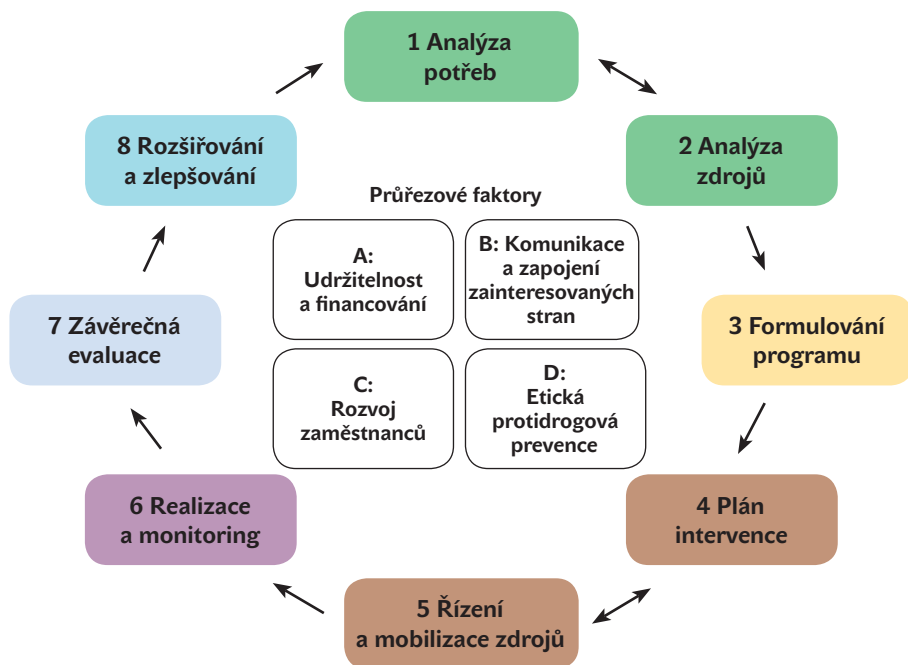 1 Analýza
potřeb
2 Analýza
zdrojů
3 Formulování
programu
4 Plán
intervence
5 Řízení
a mobilizace zdrojů
6 Realizace
a monitoring
7 Závěrečná
evaluace
8 Rozšiřování
a zlepšování
Průřezové faktory
A:
Udržitelnost
a financování
B: Komunikace
a zapojení
zainteresovaných
stran
C:
Rozvoj
zaměstnanců
D:
Etická
protidrogová
prevence